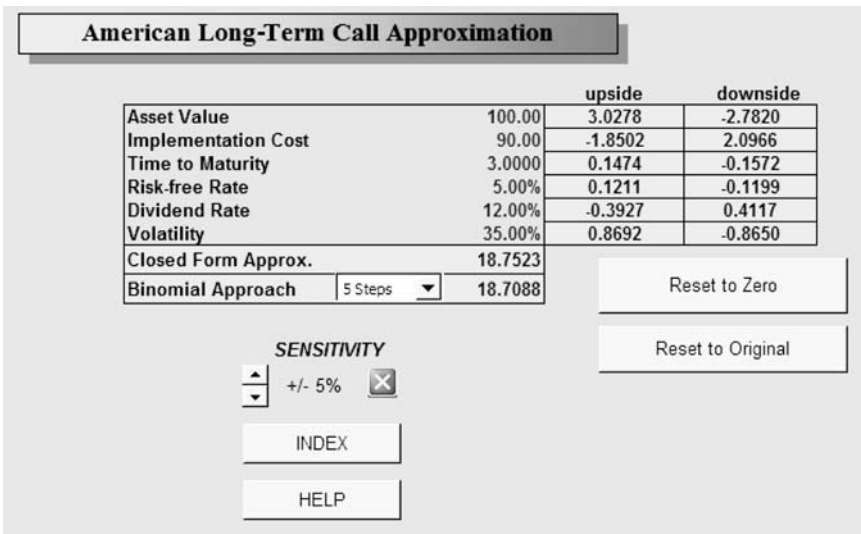 American Long-Term Call Approximation
upside downside
Asset Value 100.00 3.0278 -2.7820
Implementation Cost 90.00 -1.8502 2.0966
Time to Maturity 3.0000 0.1474 -0.1572
Risk-free Rate 5.00% 0.1211 -0.1199
Dividend Rate 12.00% -0.3927 0.4117
Volatility 35.00% 0.8692 -0.8650
Closed Form Approx. 18.7523
Binomial Approach 5 Steps 18.7088
Reset to Zero
Reset to Original
SENSITIVITY
+/- 5%
INDEX
HELP